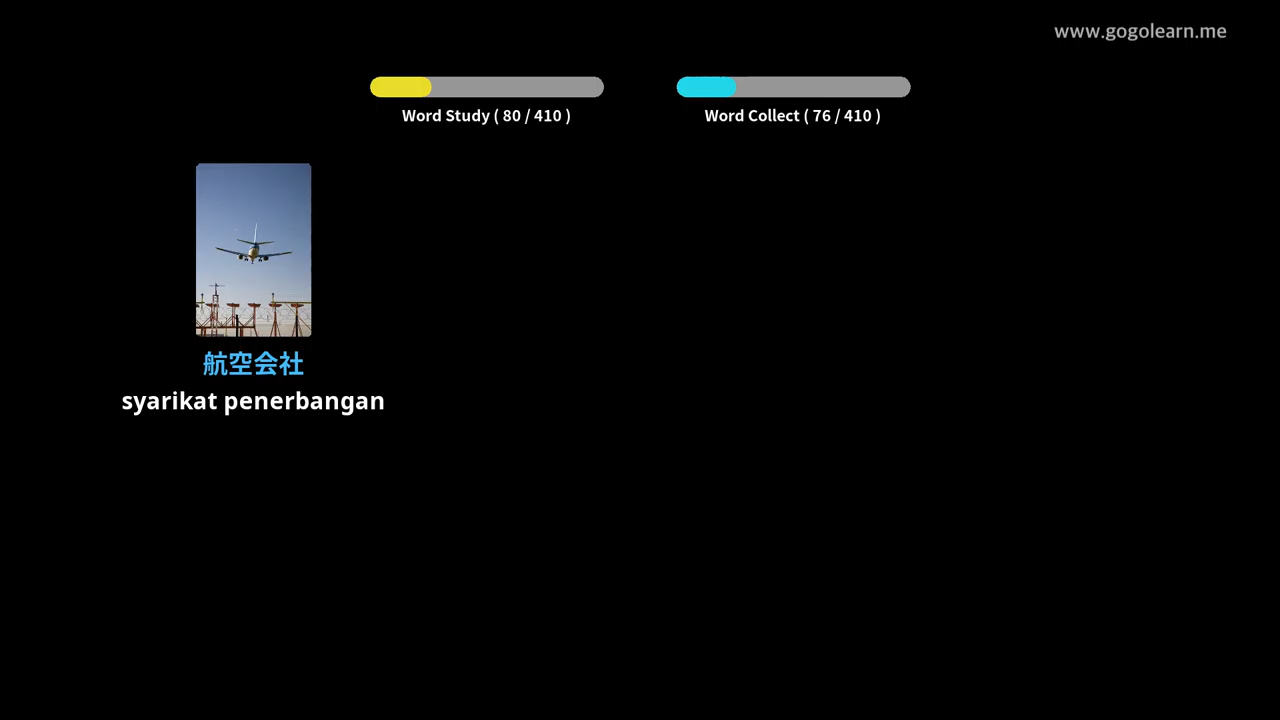 www.gogolearn.me
Word Study ( 80 / 410 )
Word Collect ( 76 / 410 )
航空会社
syarikat penerbangan